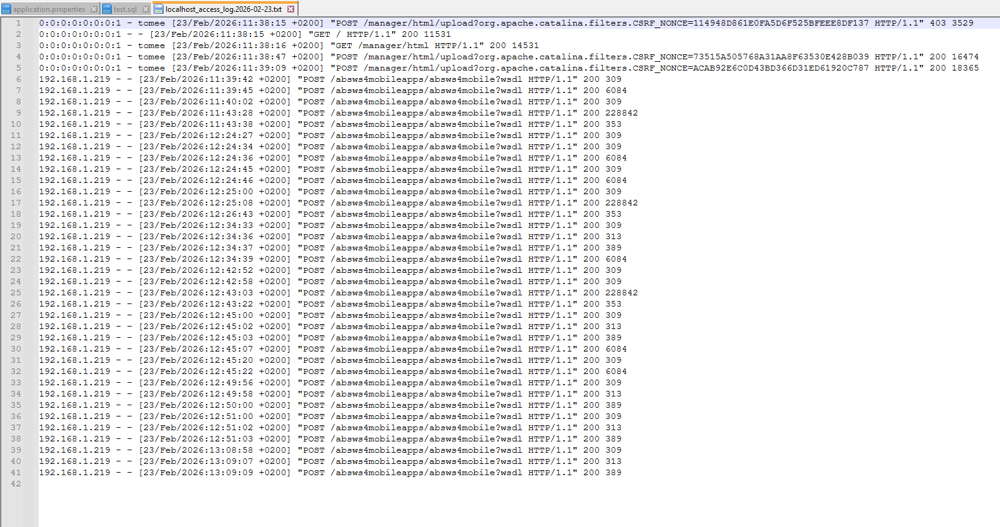 application.properties test.sql localhost_access_log.2026-02-23.txt
1 0:0:0:0:0:0:0:1 - tomee [23/Feb/2026:11:38:15 +0200] "POST /manager/html/upload?org.apache.catalina.filters.CSRF_NONCE=114948D861E0FA5D6F525BFEEE8DF137 HTTP/1.1" 403 3529
2 0:0:0:0:0:0:0:1 - - [23/Feb/2026:11:38:15 +0200] "GET / HTTP/1.1" 200 11531
3 0:0:0:0:0:0:0:1 - tomee [23/Feb/2026:11:38:16 +0200] "GET /manager/html HTTP/1.1" 200 14531
4 0:0:0:0:0:0:0:1 - tomee [23/Feb/2026:11:38:47 +0200] "POST /manager/html/upload?org.apache.catalina.filters.CSRF_NONCE=73515A505768A31AA8F63530E428B039 HTTP/1.1" 200 16474
5 0:0:0:0:0:0:0:1 - tomee [23/Feb/2026:11:39:09 +0200] "POST /manager/html/upload?org.apache.catalina.filters.CSRF_NONCE=ACAB92E6C0D43BD366D31ED61920C787 HTTP/1.1" 200 18365
6 192.168.1.219 - - [23/Feb/2026:11:39:42 +0200] "POST /absws4mobileapps/absws4mobile?wsdl HTTP/1.1" 200 309
7 192.168.1.219 - - [23/Feb/2026:11:39:45 +0200] "POST /absws4mobileapps/absws4mobile?wsdl HTTP/1.1" 200 6084
8 192.168.1.219 - - [23/Feb/2026:11:40:02 +0200] "POST /absws4mobileapps/absws4mobile?wsdl HTTP/1.1" 200 309
9 192.168.1.219 - - [23/Feb/2026:11:43:28 +0200] "POST /absws4mobileapps/absws4mobile?wsdl HTTP/1.1" 200 228842
10 192.168.1.219 - - [23/Feb/2026:11:43:38 +0200] "POST /absws4mobileapps/absws4mobile?wsdl HTTP/1.1" 200 353
11 192.168.1.219 - - [23/Feb/2026:12:24:27 +0200] "POST /absws4mobileapps/absws4mobile?wsdl HTTP/1.1" 200 309
12 192.168.1.219 - - [23/Feb/2026:12:24:34 +0200] "POST /absws4mobileapps/absws4mobile?wsdl HTTP/1.1" 200 309
13 192.168.1.219 - - [23/Feb/2026:12:24:36 +0200] "POST /absws4mobileapps/absws4mobile?wsdl HTTP/1.1" 200 6084
14 192.168.1.219 - - [23/Feb/2026:12:24:45 +0200] "POST /absws4mobileapps/absws4mobile?wsdl HTTP/1.1" 200 309
15 192.168.1.219 - - [23/Feb/2026:12:24:46 +0200] "POST /absws4mobileapps/absws4mobile?wsdl HTTP/1.1" 200 6084
16 192.168.1.219 - - [23/Feb/2026:12:25:00 +0200] "POST /absws4mobileapps/absws4mobile?wsdl HTTP/1.1" 200 309
17 192.168.1.219 - - [23/Feb/2026:12:25:08 +0200] "POST /absws4mobileapps/absws4mobile?wsdl HTTP/1.1" 200 228842
18 192.168.1.219 - - [23/Feb/2026:12:26:43 +0200] "POST /absws4mobileapps/absws4mobile?wsdl HTTP/1.1" 200 353
19 192.168.1.219 - - [23/Feb/2026:12:34:33 +0200] "POST /absws4mobileapps/absws4mobile?wsdl HTTP/1.1" 200 309
20 192.168.1.219 - - [23/Feb/2026:12:34:36 +0200] "POST /absws4mobileapps/absws4mobile?wsdl HTTP/1.1" 200 313
21 192.168.1.219 - - [23/Feb/2026:12:34:37 +0200] "POST /absws4mobileapps/absws4mobile?wsdl HTTP/1.1" 200 389
22 192.168.1.219 - - [23/Feb/2026:12:34:39 +0200] "POST /absws4mobileapps/absws4mobile?wsdl HTTP/1.1" 200 6084
23 192.168.1.219 - - [23/Feb/2026:12:42:52 +0200] "POST /absws4mobileapps/absws4mobile?wsdl HTTP/1.1" 200 309
24 192.168.1.219 - - [23/Feb/2026:12:42:58 +0200] "POST /absws4mobileapps/absws4mobile?wsdl HTTP/1.1" 200 309
25 192.168.1.219 - - [23/Feb/2026:12:43:03 +0200] "POST /absws4mobileapps/absws4mobile?wsdl HTTP/1.1" 200 228842
26 192.168.1.219 - - [23/Feb/2026:12:43:22 +0200] "POST /absws4mobileapps/absws4mobile?wsdl HTTP/1.1" 200 353
27 192.168.1.219 - - [23/Feb/2026:12:45:00 +0200] "POST /absws4mobileapps/absws4mobile?wsdl HTTP/1.1" 200 309
28 192.168.1.219 - - [23/Feb/2026:12:45:02 +0200] "POST /absws4mobileapps/absws4mobile?wsdl HTTP/1.1" 200 313
29 192.168.1.219 - - [23/Feb/2026:12:45:03 +0200] "POST /absws4mobileapps/absws4mobile?wsdl HTTP/1.1" 200 389
30 192.168.1.219 - - [23/Feb/2026:12:45:07 +0200] "POST /absws4mobileapps/absws4mobile?wsdl HTTP/1.1" 200 6084
31 192.168.1.219 - - [23/Feb/2026:12:45:20 +0200] "POST /absws4mobileapps/absws4mobile?wsdl HTTP/1.1" 200 309
32 192.168.1.219 - - [23/Feb/2026:12:45:22 +0200] "POST /absws4mobileapps/absws4mobile?wsdl HTTP/1.1" 200 6084
33 192.168.1.219 - - [23/Feb/2026:12:49:56 +0200] "POST /absws4mobileapps/absws4mobile?wsdl HTTP/1.1" 200 309
34 192.168.1.219 - - [23/Feb/2026:12:49:58 +0200] "POST /absws4mobileapps/absws4mobile?wsdl HTTP/1.1" 200 313
35 192.168.1.219 - - [23/Feb/2026:12:50:00 +0200] "POST /absws4mobileapps/absws4mobile?wsdl HTTP/1.1" 200 389
36 192.168.1.219 - - [23/Feb/2026:12:51:00 +0200] "POST /absws4mobileapps/absws4mobile?wsdl HTTP/1.1" 200 309
37 192.168.1.219 - - [23/Feb/2026:12:51:02 +0200] "POST /absws4mobileapps/absws4mobile?wsdl HTTP/1.1" 200 313
38 192.168.1.219 - - [23/Feb/2026:12:51:03 +0200] "POST /absws4mobileapps/absws4mobile?wsdl HTTP/1.1" 200 389
39 192.168.1.219 - - [23/Feb/2026:13:08:58 +0200] "POST /absws4mobileapps/absws4mobile?wsdl HTTP/1.1" 200 309
40 192.168.1.219 - - [23/Feb/2026:13:09:07 +0200] "POST /absws4mobileapps/absws4mobile?wsdl HTTP/1.1" 200 313
41 192.168.1.219 - - [23/Feb/2026:13:09:09 +0200] "POST /absws4mobileapps/absws4mobile?wsdl HTTP/1.1" 200 389
42